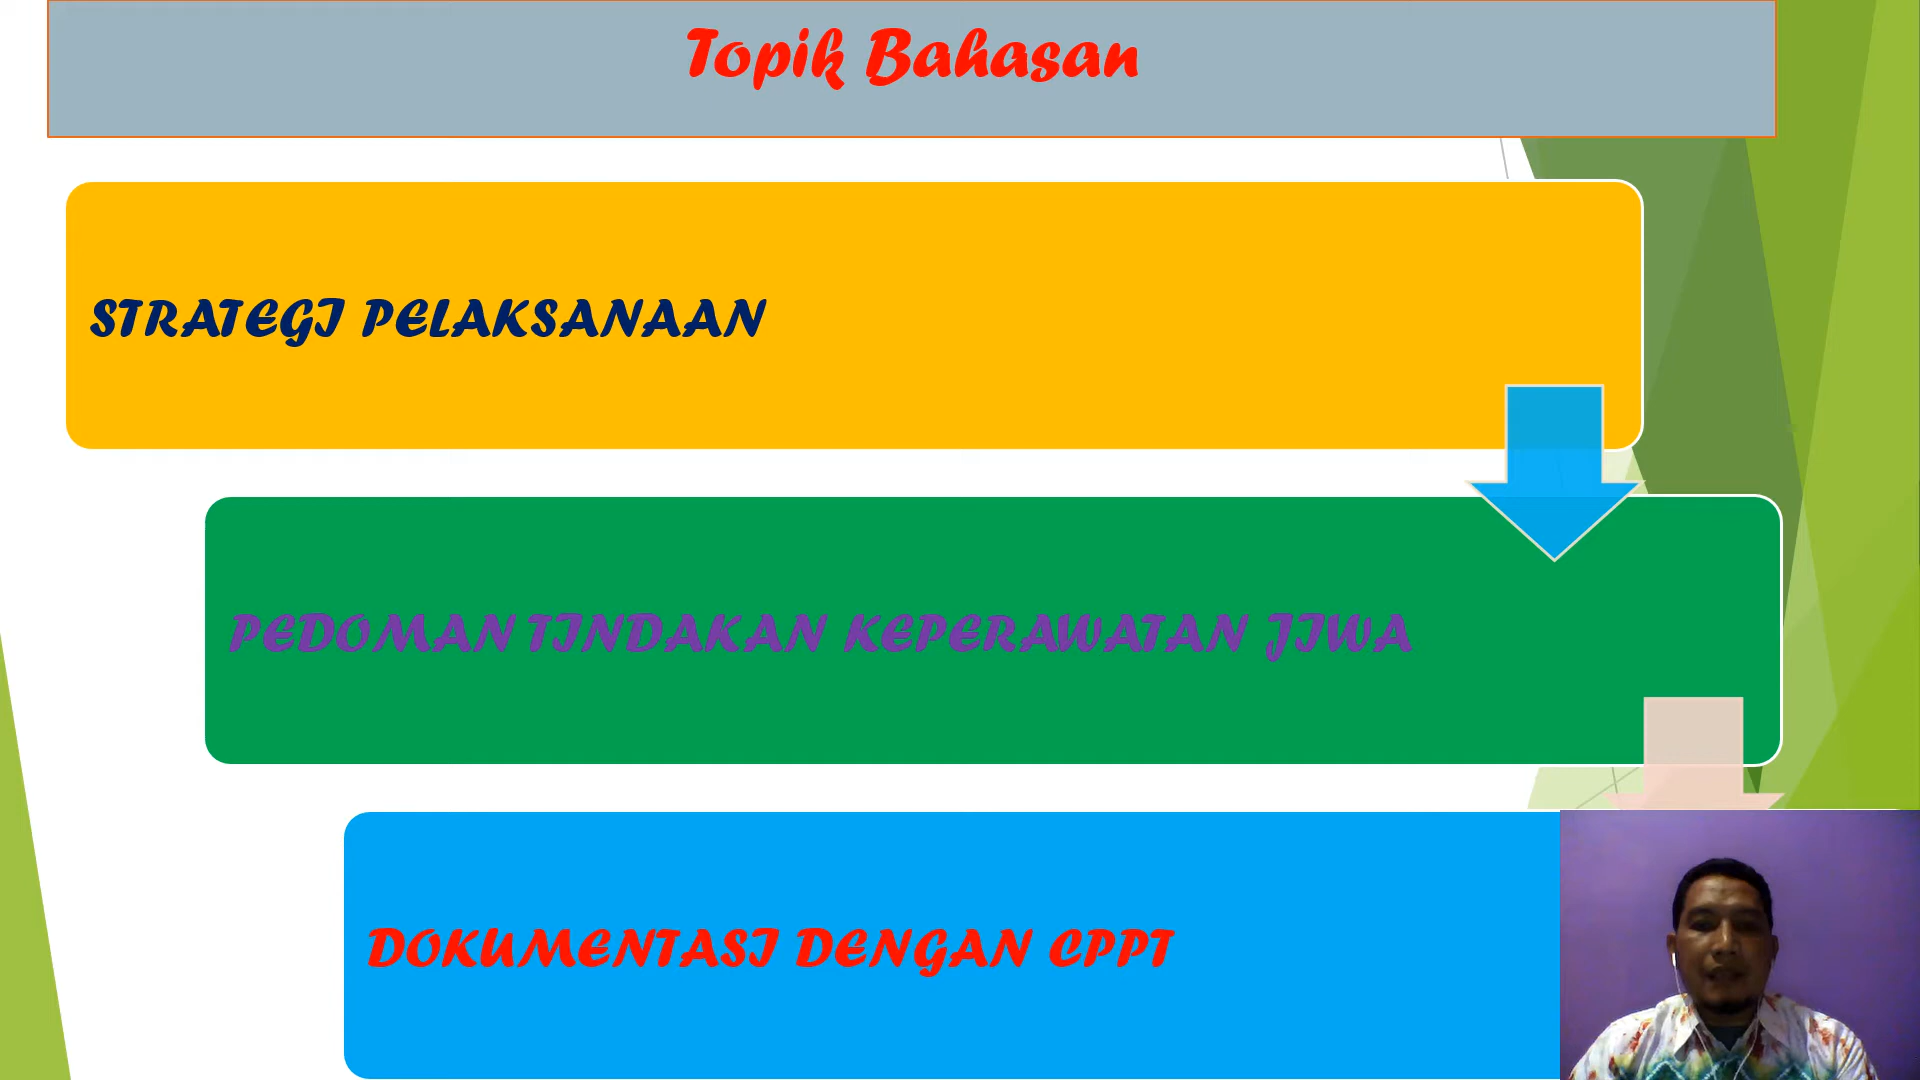 Topik Bahasan
STRATEGI PELAKSANAAN
PEDOMAN TINDAKAN KEPERAWATAN JIWA
DOKUMENTASI DENGAN CPPT